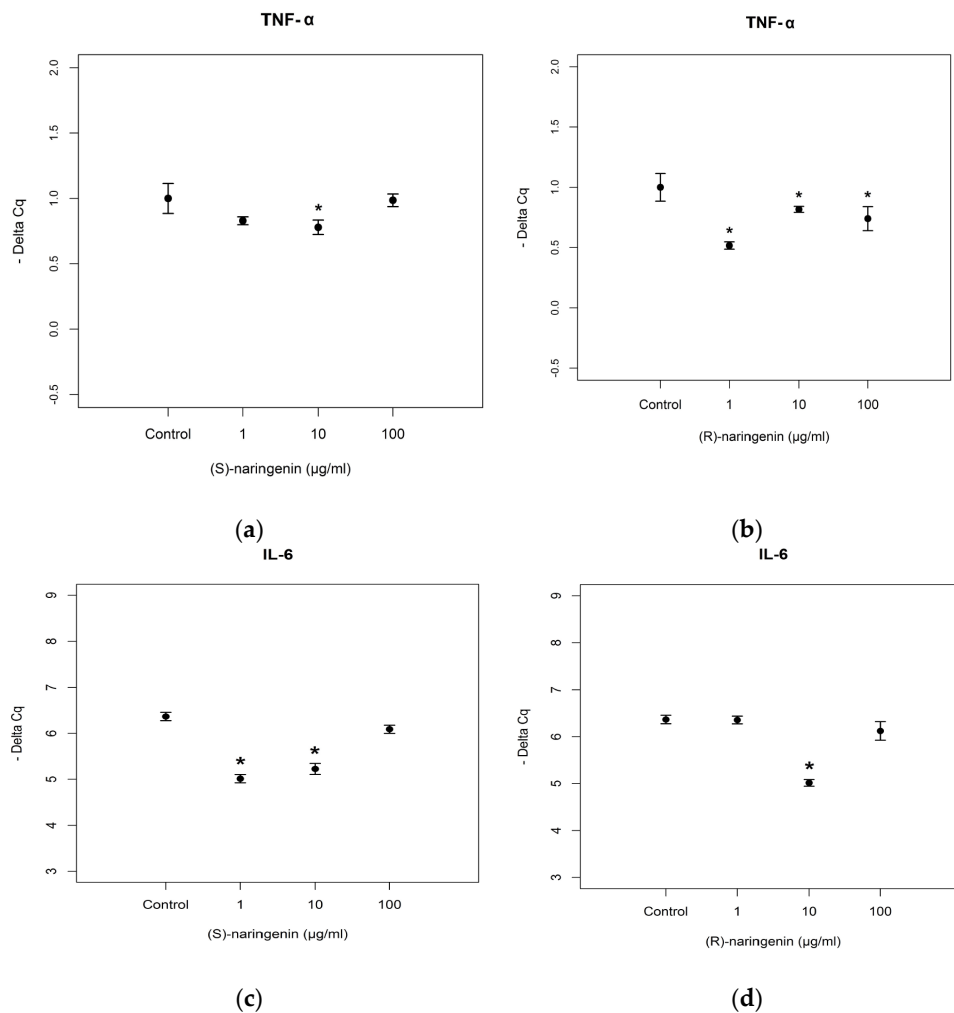 TNF- α
- Delta Cq
2.0
1.5
1.0
0.5
0.0
-0.5
*
Control 1 10 100
(S)-naringenin (µg/ml)
(a)
TNF- α
- Delta Cq
2.0
1.5
1.0
0.5
0.0
-0.5
* * *
Control 1 10 100
(R)-naringenin (µg/ml)
(b)
IL-6
- Delta Cq
9
8
7
6
5
4
3
* *
Control 1 10 100
(S)-naringenin (µg/ml)
(c)
IL-6
- Delta Cq
9
8
7
6
5
4
3
*
Control 1 10 100
(R)-naringenin (µg/ml)
(d)